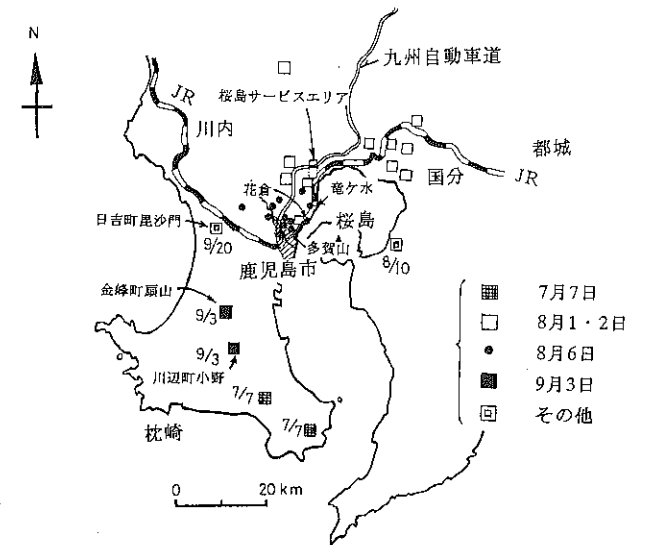 N
九州自動車道
桜島サービスエリア
JR
川内
都城
国分
JR
花倉
竜ケ水
日吉町毘沙門
9/20
桜島
多賀山
8/10
鹿児島市
金峰町扇山
9/3
9/3
川辺町小野
7/7
7/7
枕崎
7月7日
8月1・2日
8月6日
9月3日
その他
0 20 km